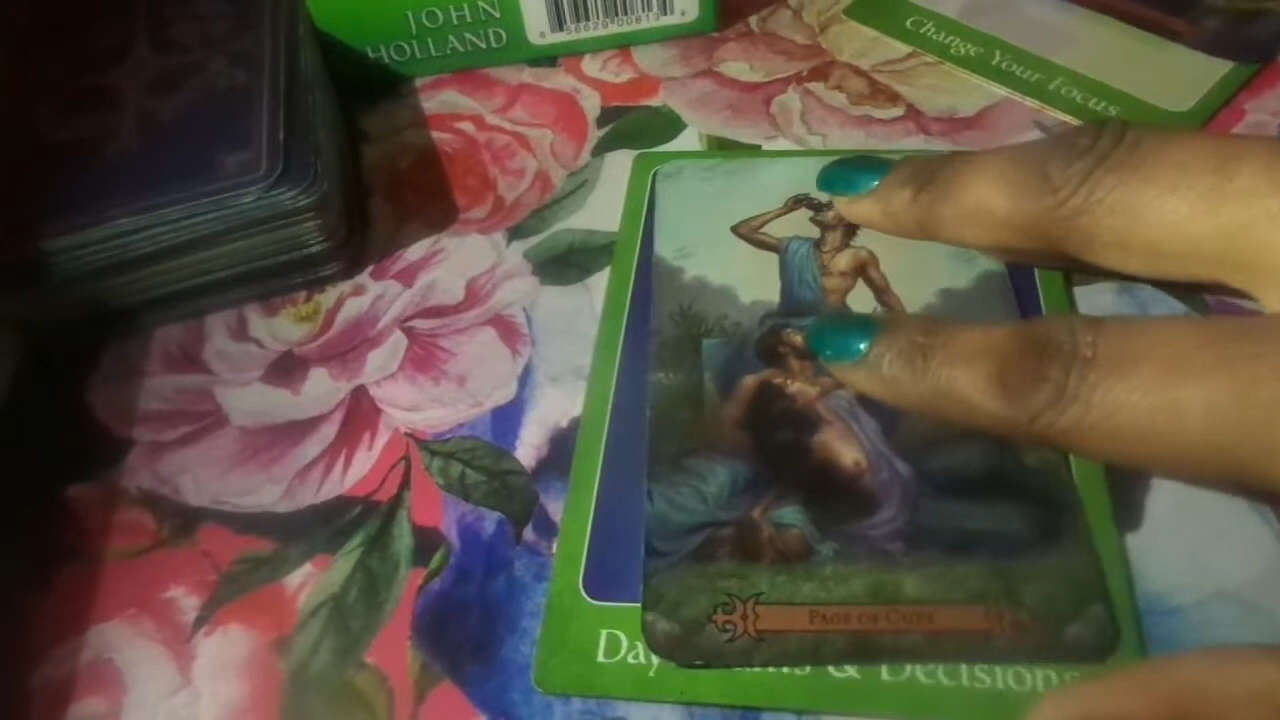 JOHN
HOLLAND
Change Your Focus
PAGE OF CUPS
& Decisions